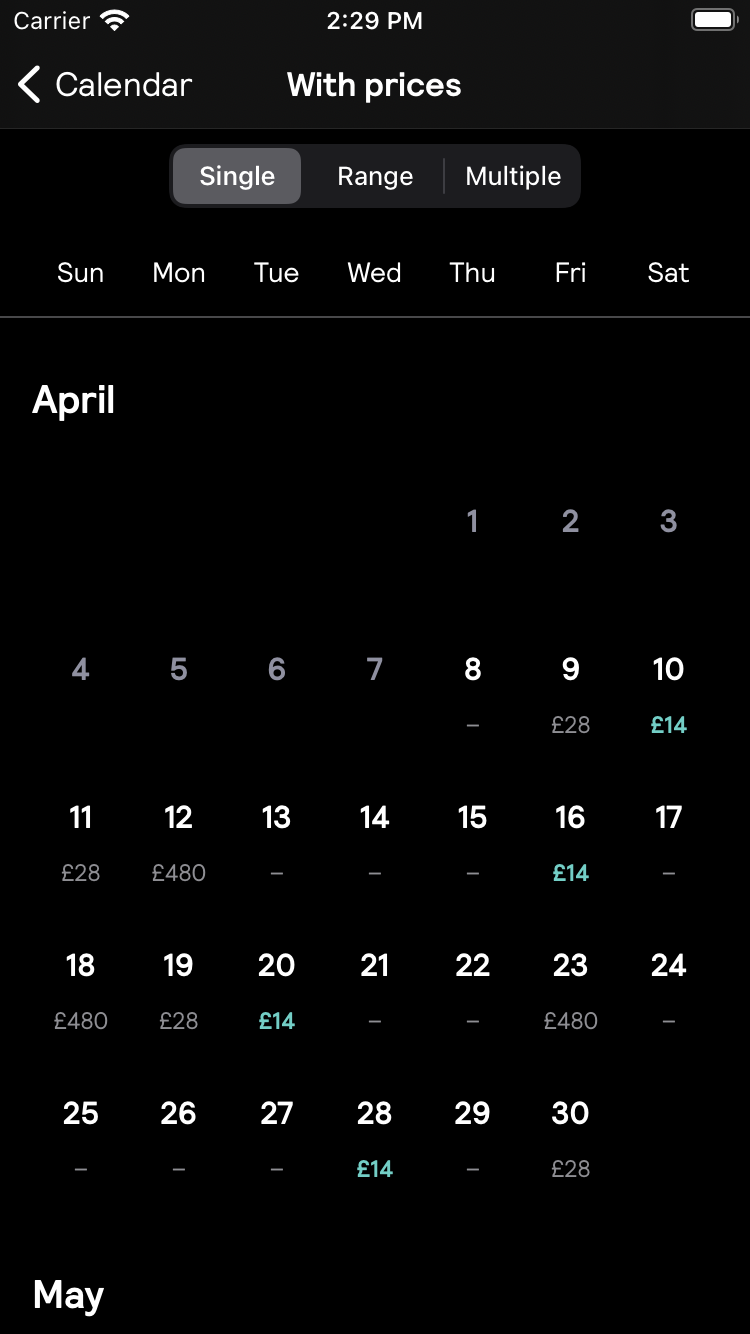 Carrier 2:29 PM
Calendar With prices
Single Range Multiple
Sun Mon Tue Wed Thu Fri Sat
April
1 2 3
4 5 6 7 8 9 10
– £28 £14
11 12 13 14 15 16 17
£28 £480 – – – £14 –
18 19 20 21 22 23 24
£480 £28 £14 – – £480 –
25 26 27 28 29 30
– – – £14 – £28
May